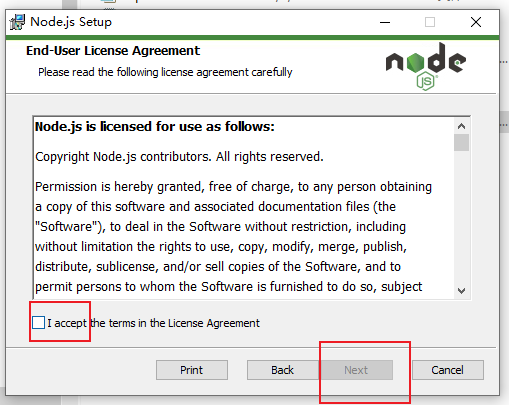 Node.js Setup
End-User License Agreement
Please read the following license agreement carefully
node
JS
Node.js is licensed for use as follows:
Copyright Node.js contributors. All rights reserved.
Permission is hereby granted, free of charge, to any person obtaining
a copy of this software and associated documentation files (the
"Software"), to deal in the Software without restriction, including
without limitation the rights to use, copy, modify, merge, publish,
distribute, sublicense, and/or sell copies of the Software, and to
permit persons to whom the Software is furnished to do so, subject
I accept the terms in the License Agreement
Print Back Next Cancel